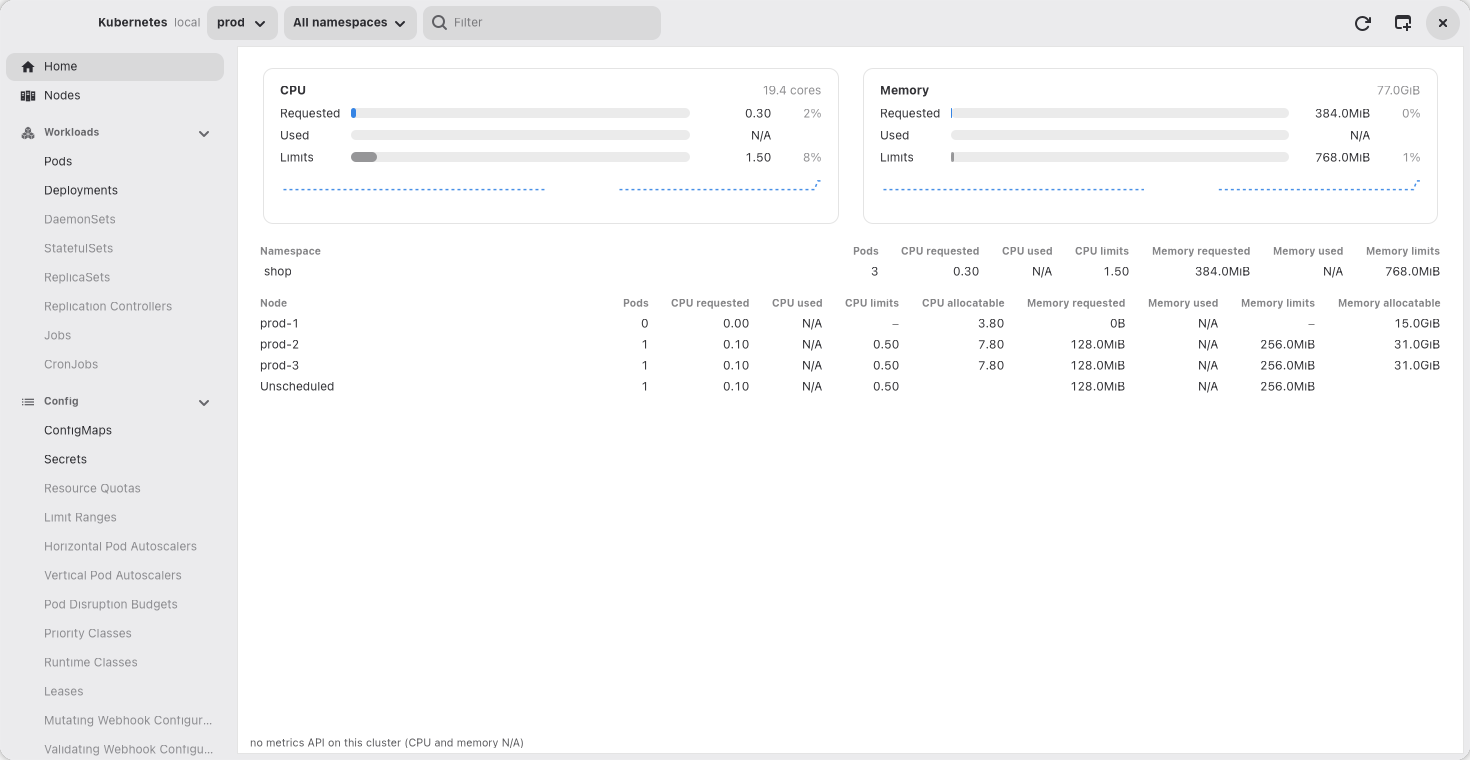 Kubernetes local prod All namespaces Filter
Home
Nodes
Workloads
Pods
Deployments
DaemonSets
StatefulSets
ReplicaSets
Replication Controllers
Jobs
CronJobs
Config
ConfigMaps
Secrets
Resource Quotas
Limit Ranges
Horizontal Pod Autoscalers
Vertical Pod Autoscalers
Pod Disruption Budgets
Priority Classes
Runtime Classes
Leases
Mutating Webhook Configur...
Validating Webhook Configu...
CPU 19.4 cores
Requested 0.30 2%
Used N/A
Limits 1.50 8%
Memory 77.0GiB
Requested 384.0MiB 0%
Used N/A
Limits 768.0MiB 1%
Namespace Pods CPU requested CPU used CPU limits Memory requested Memory used Memory limits
shop 3 0.30 N/A 1.50 384.0MiB N/A 768.0MiB
Node Pods CPU requested CPU used CPU limits CPU allocatable Memory requested Memory used Memory limits Memory allocatable
prod-1 0 0.00 N/A – 3.80 0B N/A – 15.0GiB
prod-2 1 0.10 N/A 0.50 7.80 128.0MiB N/A 256.0MiB 31.0GiB
prod-3 1 0.10 N/A 0.50 7.80 128.0MiB N/A 256.0MiB 31.0GiB
Unscheduled 1 0.10 N/A 0.50 128.0MiB N/A 256.0MiB
no metrics API on this cluster (CPU and memory N/A)